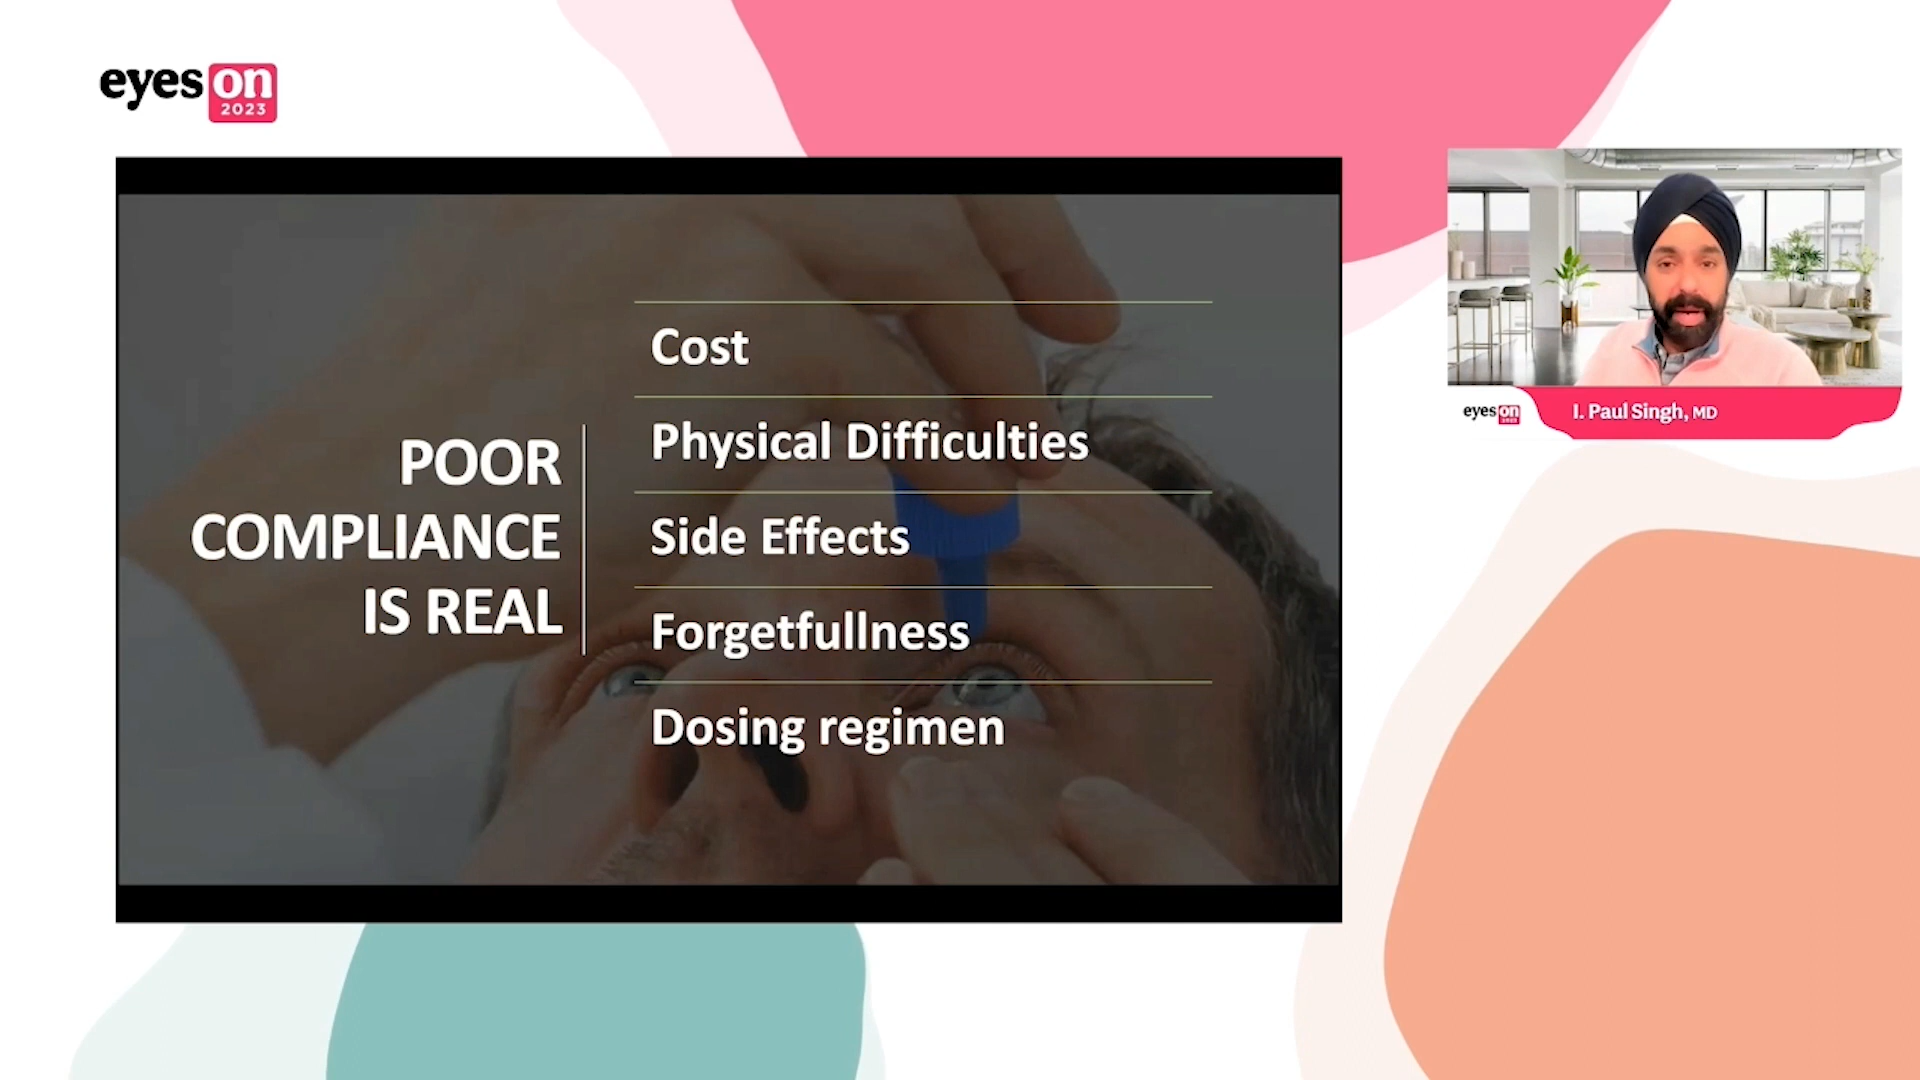 eyes on
2023
POOR
COMPLIANCE
IS REAL
Cost
Physical Difficulties
Side Effects
Forgetfullness
Dosing regimen
eyes on
2023
I. Paul Singh, MD